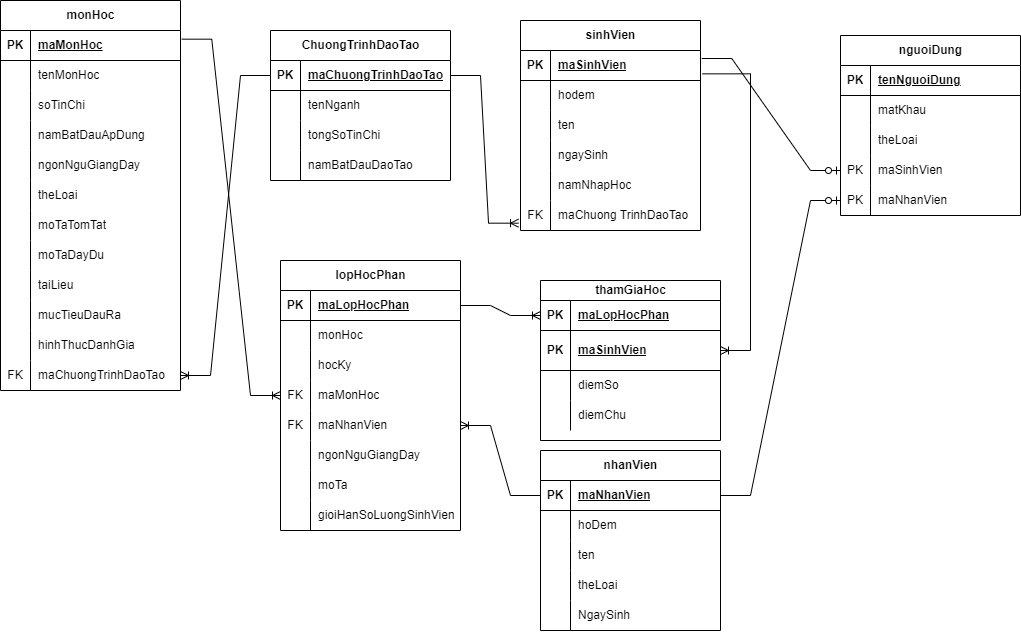 monHoc
PK maMonHoc
tenMonHoc
soTinChi
namBatDauApDung
ngonNguGiangDay
theLoai
moTaTomTat
moTaDayDu
taiLieu
mucTieuDauRa
hinhThucDanhGia
FK maChuongTrinhDaoTao
ChuongTrinhDaoTao
PK maChuongTrinhDaoTao
tenNganh
tongSoTinChi
namBatDauDaoTao
sinhVien
PK maSinhVien
hodem
ten
ngaySinh
namNhapHoc
FK maChuong TrinhDaoTao
nguoiDung
PK tenNguoiDung
matKhau
theLoai
PK maSinhVien
PK maNhanVien
lopHocPhan
PK maLopHocPhan
monHoc
hocKy
FK maMonHoc
FK maNhanVien
ngonNguGiangDay
moTa
gioiHanSoLuongSinhVien
thamGiaHoc
PK maLopHocPhan
PK maSinhVien
diemSo
diemChu
nhanVien
PK maNhanVien
hoDem
ten
theLoai
NgaySinh